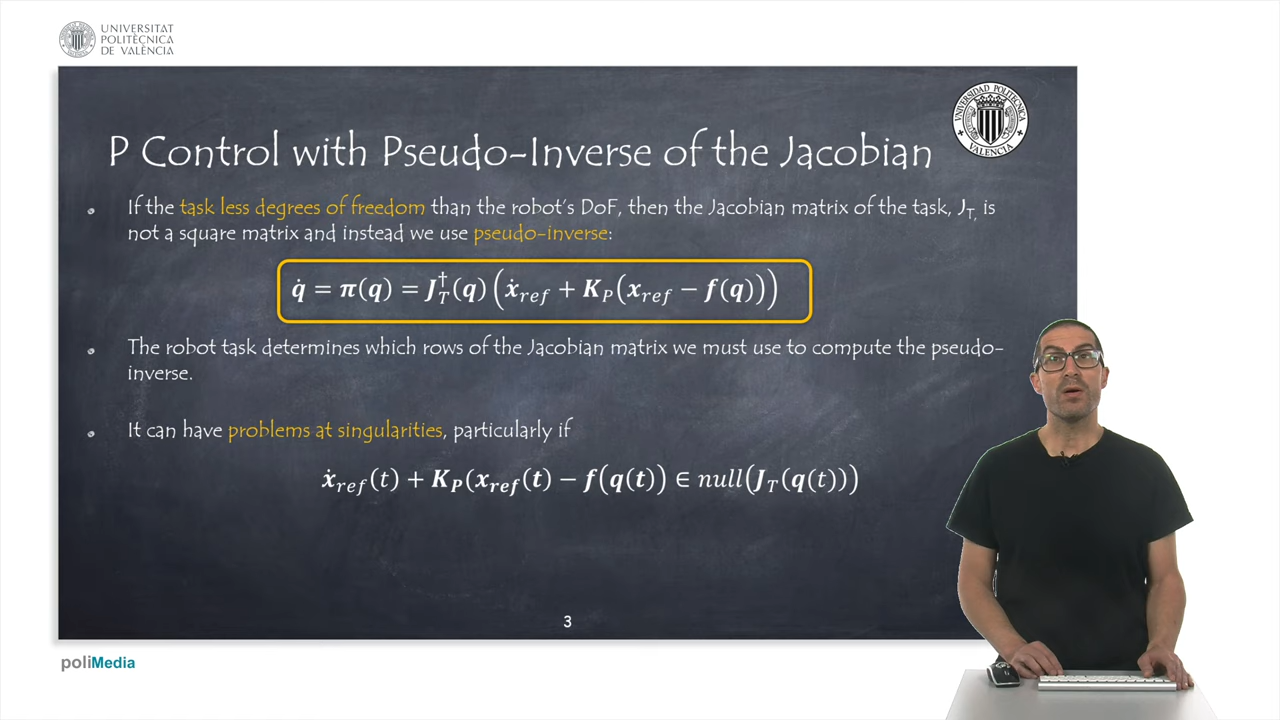 UNIVERSITAT
POLITÈCNICA
DE VALÈNCIA
UNIVERSIDAD POLITECNICA
VALENCIA
P Control with Pseudo-Inverse of the Jacobian
If the task less degrees of freedom than the robot's DoF, then the Jacobian matrix of the task, J_T, is
not a square matrix and instead we use pseudo-inverse:
q̇ = π(q) = J_T^†(q) (ẋ_ref + K_P(x_ref − f(q)))
The robot task determines which rows of the Jacobian matrix we must use to compute the pseudo-
inverse.
It can have problems at singularities, particularly if
ẋ_ref(t) + K_P(x_ref(t) − f(q(t)) ∈ null(J_T(q(t)))
3
poliMedia